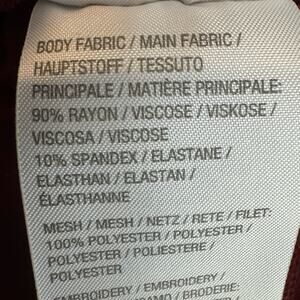 BODY FABRIC / MAIN FABRIC /
HAUPTSTOFF / TESSUTO
PRINCIPALE / MATIÈRE PRINCIPALE:
90% RAYON / VISCOSE / VISKOSE /
VISCOSA / VISCOSE
10% SPANDEX / ELASTANE /
ELASTHAN / ELASTAN /
ÉLASTHANNE
MESH / MESH / NETZ / RETE / FILET:
100% POLYESTER / POLYESTER /
POLYESTER / POLIESTERE /
POLYESTER
EMBROIDERY / EMBROIDERY /
BRODERIE: